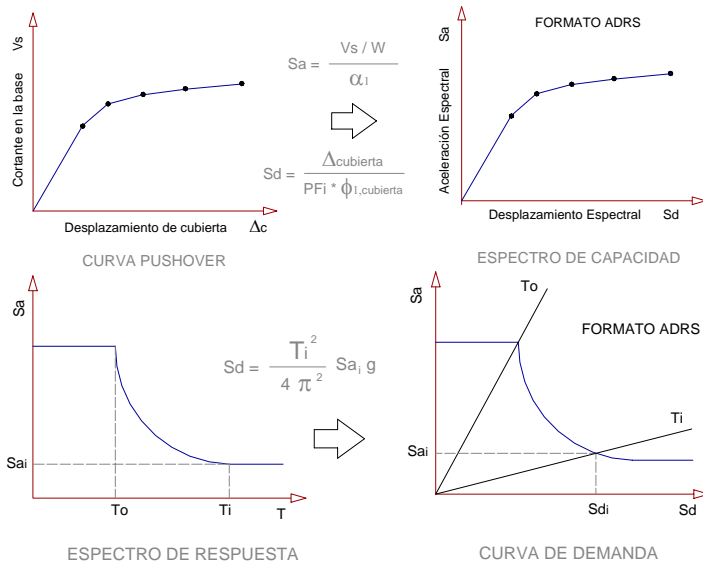 Vs
Cortante en la base
Desplazamiento de cubierta Δc
CURVA PUSHOVER
Sa = Vs / W
α1
Sd = Δcubierta
PFi * ϕ1,cubierta
FORMATO ADRS
Sa
Aceleración Espectral
Desplazamiento Espectral Sd
ESPECTRO DE CAPACIDAD
Sa
Sai
To Ti T
ESPECTRO DE RESPUESTA
Sd = Ti² Sai g
4 π²
Sa
To
FORMATO ADRS
Ti
Sai
Sdi Sd
CURVA DE DEMANDA